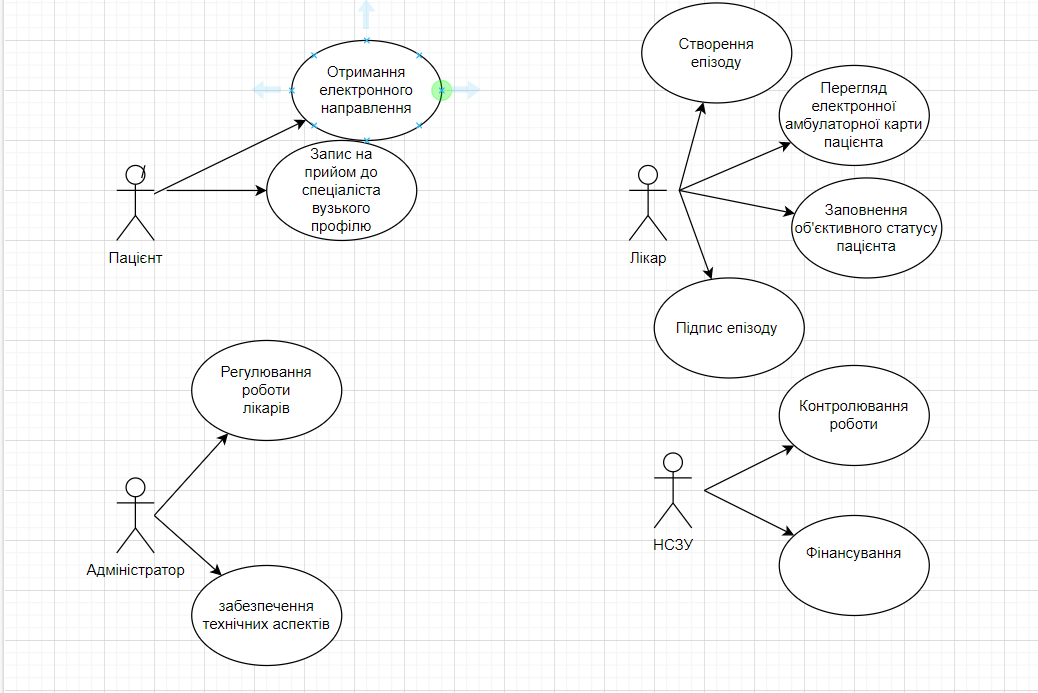 Отримання
електронного
направлення
Запис на
прийом до
спеціаліста
вузького
профілю
Пацієнт
Створення
епізоду
Перегляд
електронної
амбулаторної карти
пацієнта
Заповнення
об'єктивного статусу
пацієнта
Лікар
Підпис епізоду
Регулювання
роботи
лікарів
Адміністратор
забезпечення
технічних аспектів
Контролювання
роботи
НСЗУ
Фінансування